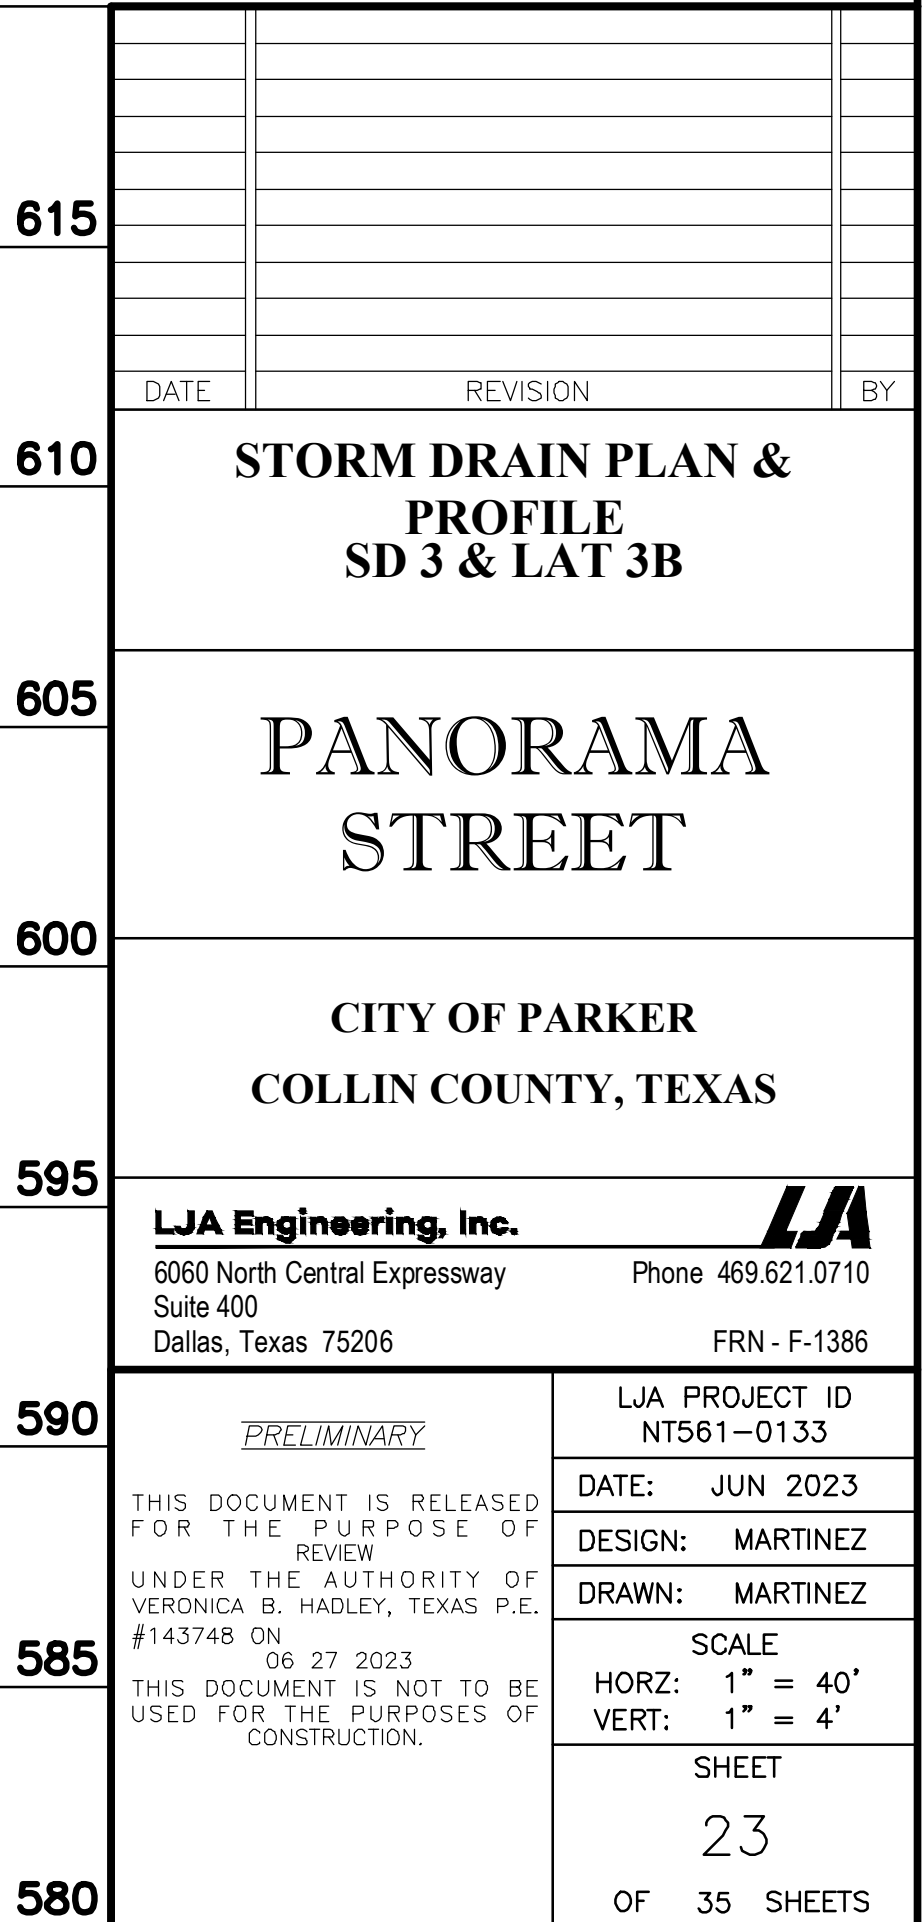 615
610
605
600
595
590
585
580
DATE REVISION BY
STORM DRAIN PLAN &
PROFILE
SD 3 & LAT 3B
PANORAMA
STREET
CITY OF PARKER
COLLIN COUNTY, TEXAS
LJA Engineering, Inc. LJA
6060 North Central Expressway Phone 469.621.0710
Suite 400
Dallas, Texas 75206 FRN - F-1386
PRELIMINARY
THIS DOCUMENT IS RELEASED
FOR THE PURPOSE OF
REVIEW
UNDER THE AUTHORITY OF
VERONICA B. HADLEY, TEXAS P.E.
#143748 ON
06 27 2023
THIS DOCUMENT IS NOT TO BE
USED FOR THE PURPOSES OF
CONSTRUCTION.
LJA PROJECT ID
NT561-0133
DATE: JUN 2023
DESIGN: MARTINEZ
DRAWN: MARTINEZ
SCALE
HORZ: 1" = 40'
VERT: 1" = 4'
SHEET
23
OF 35 SHEETS